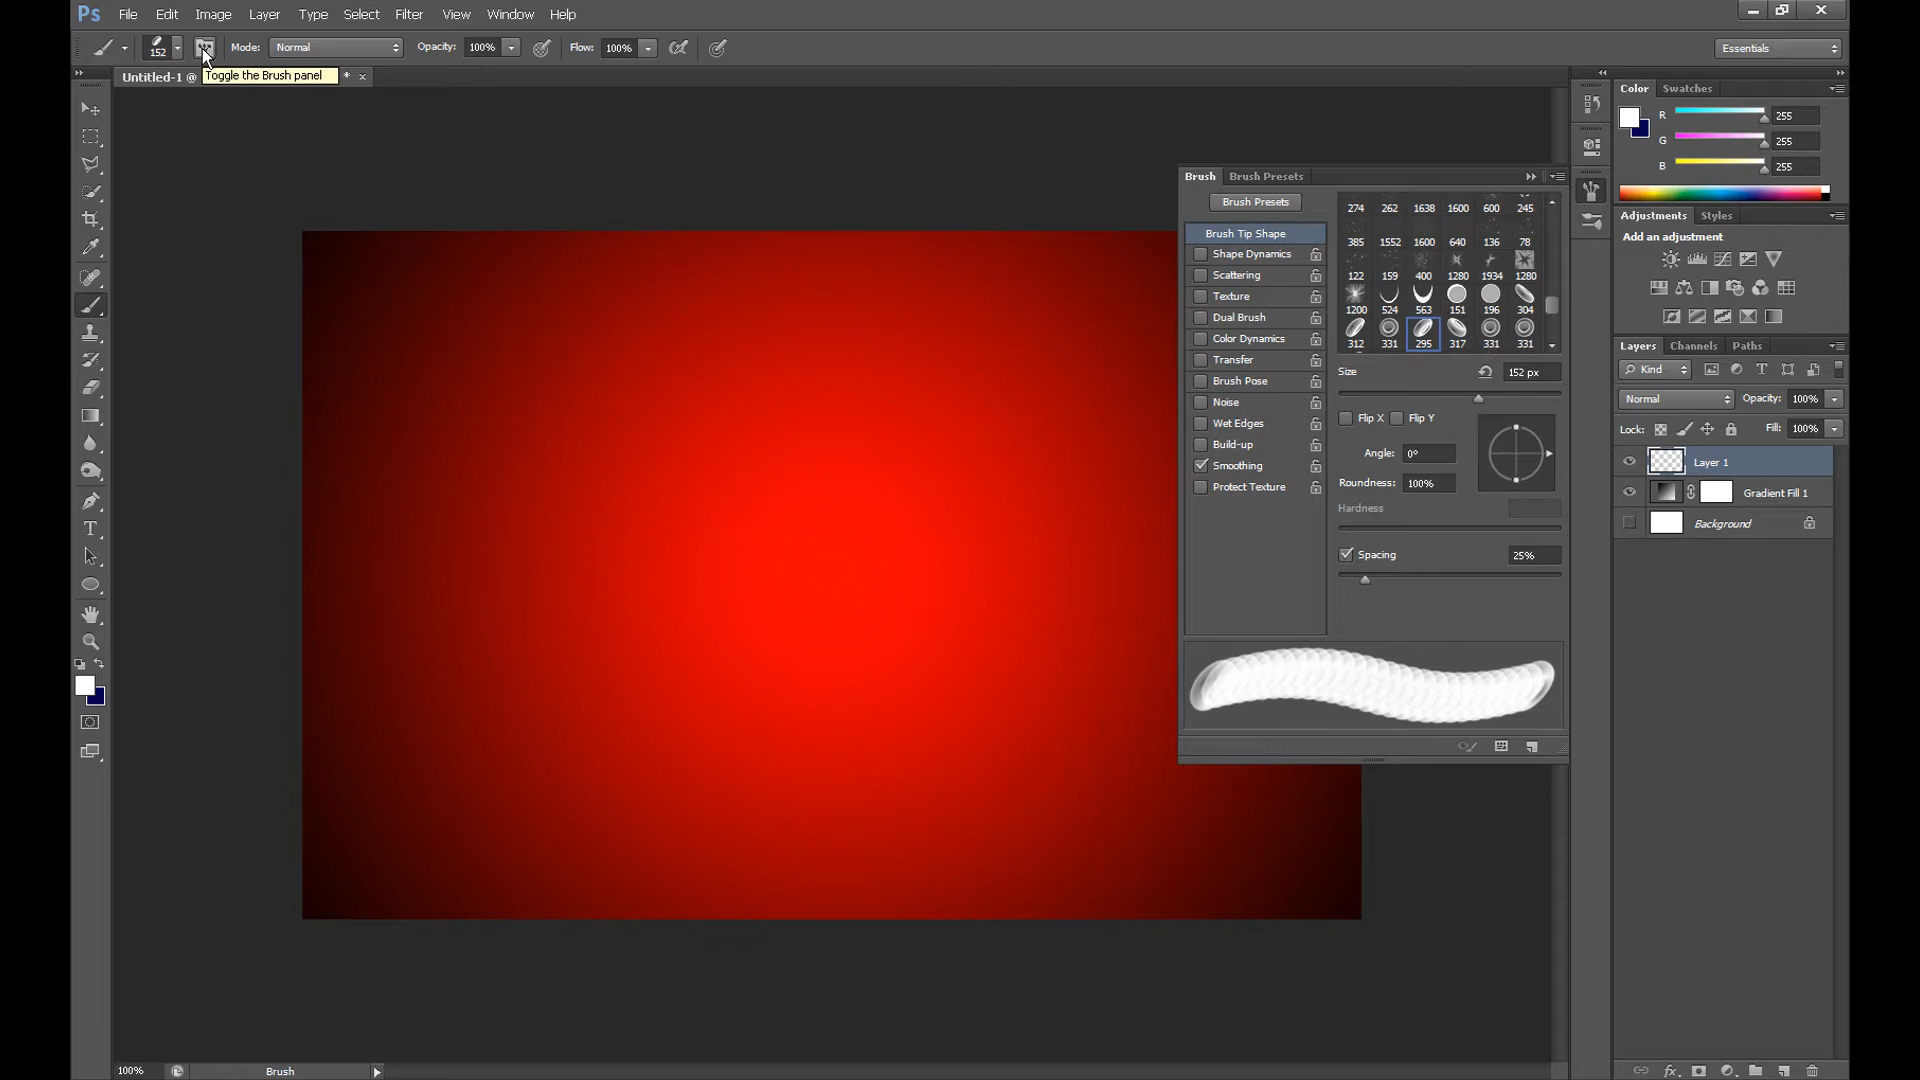 Ps File Edit Image Layer Type Select Filter View Window Help
152 Mode: Normal Opacity: 100% Flow: 100% Essentials
Untitled-1 @ Toggle the Brush panel * ×
Color Swatches
R 255
G 255
B 255
Adjustments Styles
Add an adjustment
Layers Channels Paths
Kind
Normal Opacity: 100%
Lock: Fill: 100%
Layer 1
Gradient Fill 1
Background
Brush Brush Presets
Brush Presets
Brush Tip Shape
Shape Dynamics
Scattering
Texture
Dual Brush
Color Dynamics
Transfer
Brush Pose
Noise
Wet Edges
Build-up
Smoothing
Protect Texture
274 262 1638 1600 600 245
385 1552 1600 640 136 78
122 159 400 1280 1934 1280
1200 524 563 151 196 304
312 331 295 317 331 331
Size 152 px
Flip X Flip Y
Angle: 0°
Roundness: 100%
Hardness
Spacing 25%
T
100% Brush
fx